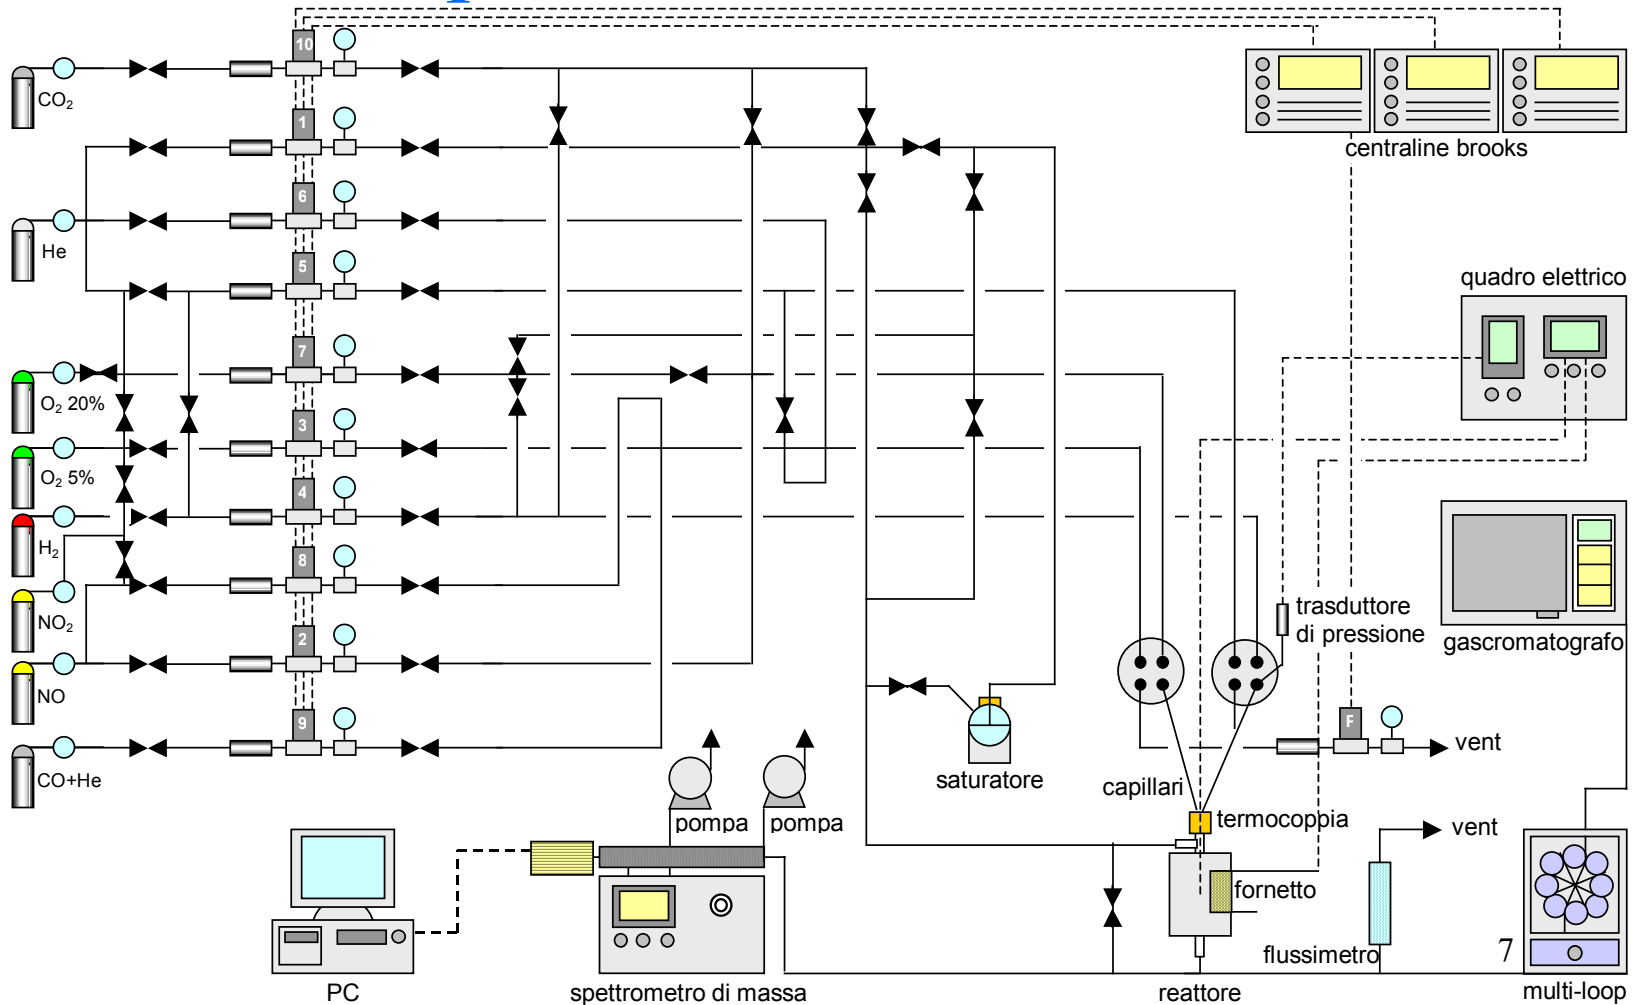 10
CO2
centraline brooks
1
6
He
5
quadro elettrico
7
O2 20%
3
O2 5%
4
H2
8
NO2
trasduttore
di pressione
gascromatografo
2
NO
9
F
vent
CO+He
saturatore
capillari
pompa
pompa
termocoppia
vent
fornetto
flussimetro
7
PC
spettrometro di massa
reattore
multi-loop